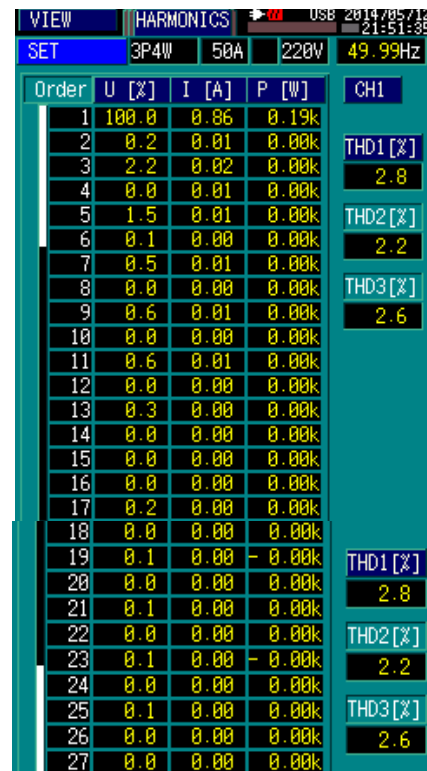 VIEW HARMONICS USB 2014/05/12
21:51:35
SET 3P4W 50A 220V 49.99Hz
Order U [%] I [A] P [W] CH1
1 100.0 0.86 0.19k
2 0.2 0.01 0.00k THD1[%]
3 2.2 0.02 0.00k 2.8
4 0.0 0.01 0.00k
5 1.5 0.01 0.00k THD2[%]
6 0.1 0.00 0.00k 2.2
7 0.5 0.01 0.00k
8 0.0 0.00 0.00k THD3[%]
9 0.6 0.01 0.00k 2.6
10 0.0 0.00 0.00k
11 0.6 0.01 0.00k
12 0.0 0.00 0.00k
13 0.3 0.00 0.00k
14 0.0 0.00 0.00k
15 0.0 0.00 0.00k
16 0.0 0.00 0.00k
17 0.2 0.00 0.00k
18 0.0 0.00 0.00k
19 0.1 0.00 - 0.00k THD1[%]
20 0.0 0.00 0.00k 2.8
21 0.1 0.00 0.00k
22 0.0 0.00 0.00k THD2[%]
23 0.1 0.00 - 0.00k 2.2
24 0.0 0.00 0.00k
25 0.1 0.00 0.00k THD3[%]
26 0.0 0.00 0.00k 2.6
27 0.0 0.00 0.00k